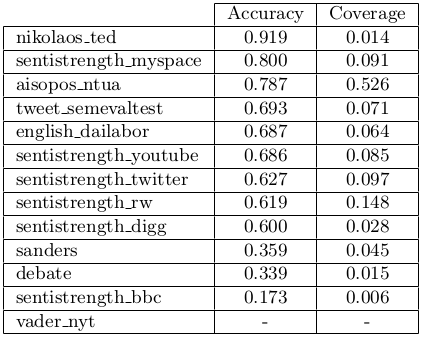 Accuracy Coverage
nikolaos_ted 0.919 0.014
sentistrength_myspace 0.800 0.091
aisopos_ntua 0.787 0.526
tweet_semevaltest 0.693 0.071
english_dailabor 0.687 0.064
sentistrength_youtube 0.686 0.085
sentistrength_twitter 0.627 0.097
sentistrength_rw 0.619 0.148
sentistrength_digg 0.600 0.028
sanders 0.359 0.045
debate 0.339 0.015
sentistrength_bbc 0.173 0.006
vader_nyt - -